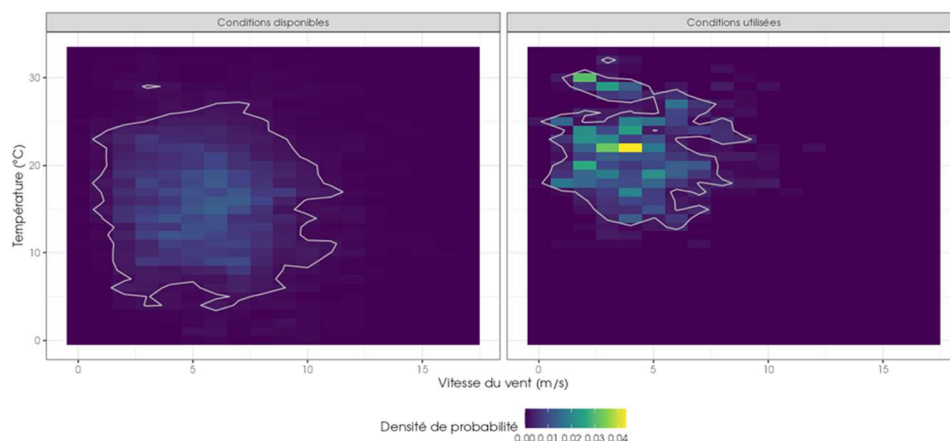 Conditions disponibles
Conditions utilisées
Température (°C)
30
20
10
0
0 5 10 15
0 5 10 15
Vitesse du vent (m/s)
Densité de probabilité
0.00 0.01 0.02 0.03 0.04